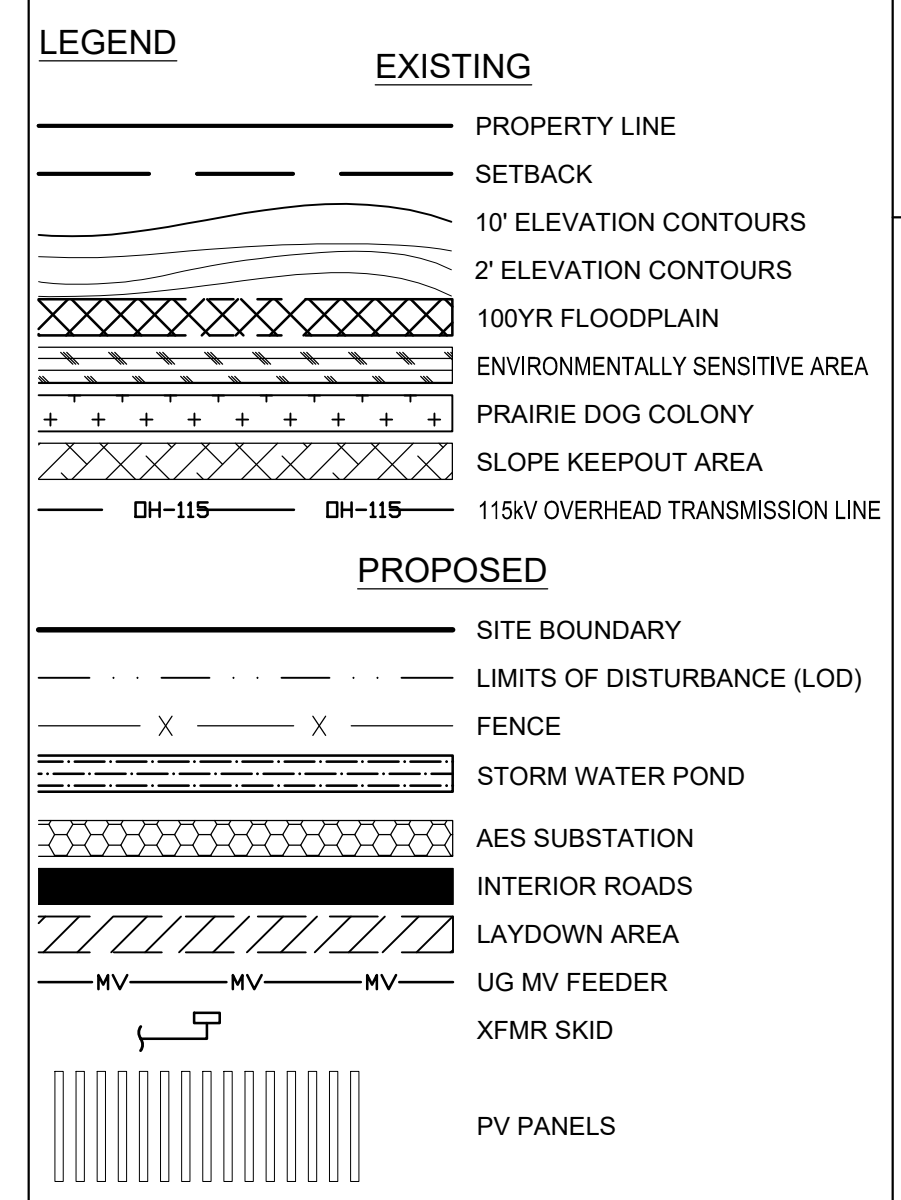 LEGEND
EXISTING
PROPERTY LINE
SETBACK
10' ELEVATION CONTOURS
2' ELEVATION CONTOURS
100YR FLOODPLAIN
ENVIRONMENTALLY SENSITIVE AREA
PRAIRIE DOG COLONY
SLOPE KEEPOUT AREA
OH-115 OH-115 115kV OVERHEAD TRANSMISSION LINE
PROPOSED
SITE BOUNDARY
LIMITS OF DISTURBANCE (LOD)
X X FENCE
STORM WATER POND
AES SUBSTATION
INTERIOR ROADS
LAYDOWN AREA
MV MV MV UG MV FEEDER
XFMR SKID
PV PANELS